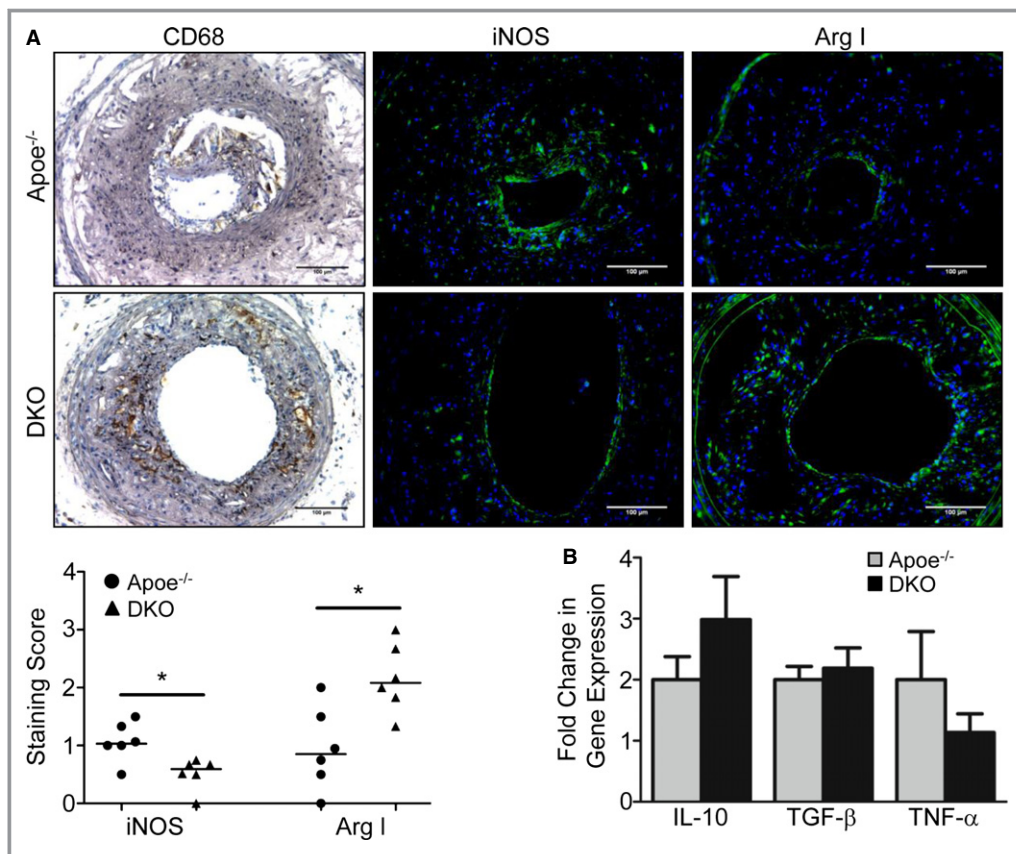 A
CD68 iNOS Arg I
Apoe-/-
100 µm 100 µm 100 µm
DKO
100 µm 100 µm 100 µm
Staining Score
4
3
2
1
0
Apoe-/-
DKO
* *
iNOS Arg I
B
Fold Change in
Gene Expression
4
3
2
1
0
Apoe-/-
DKO
IL-10 TGF-β TNF-α